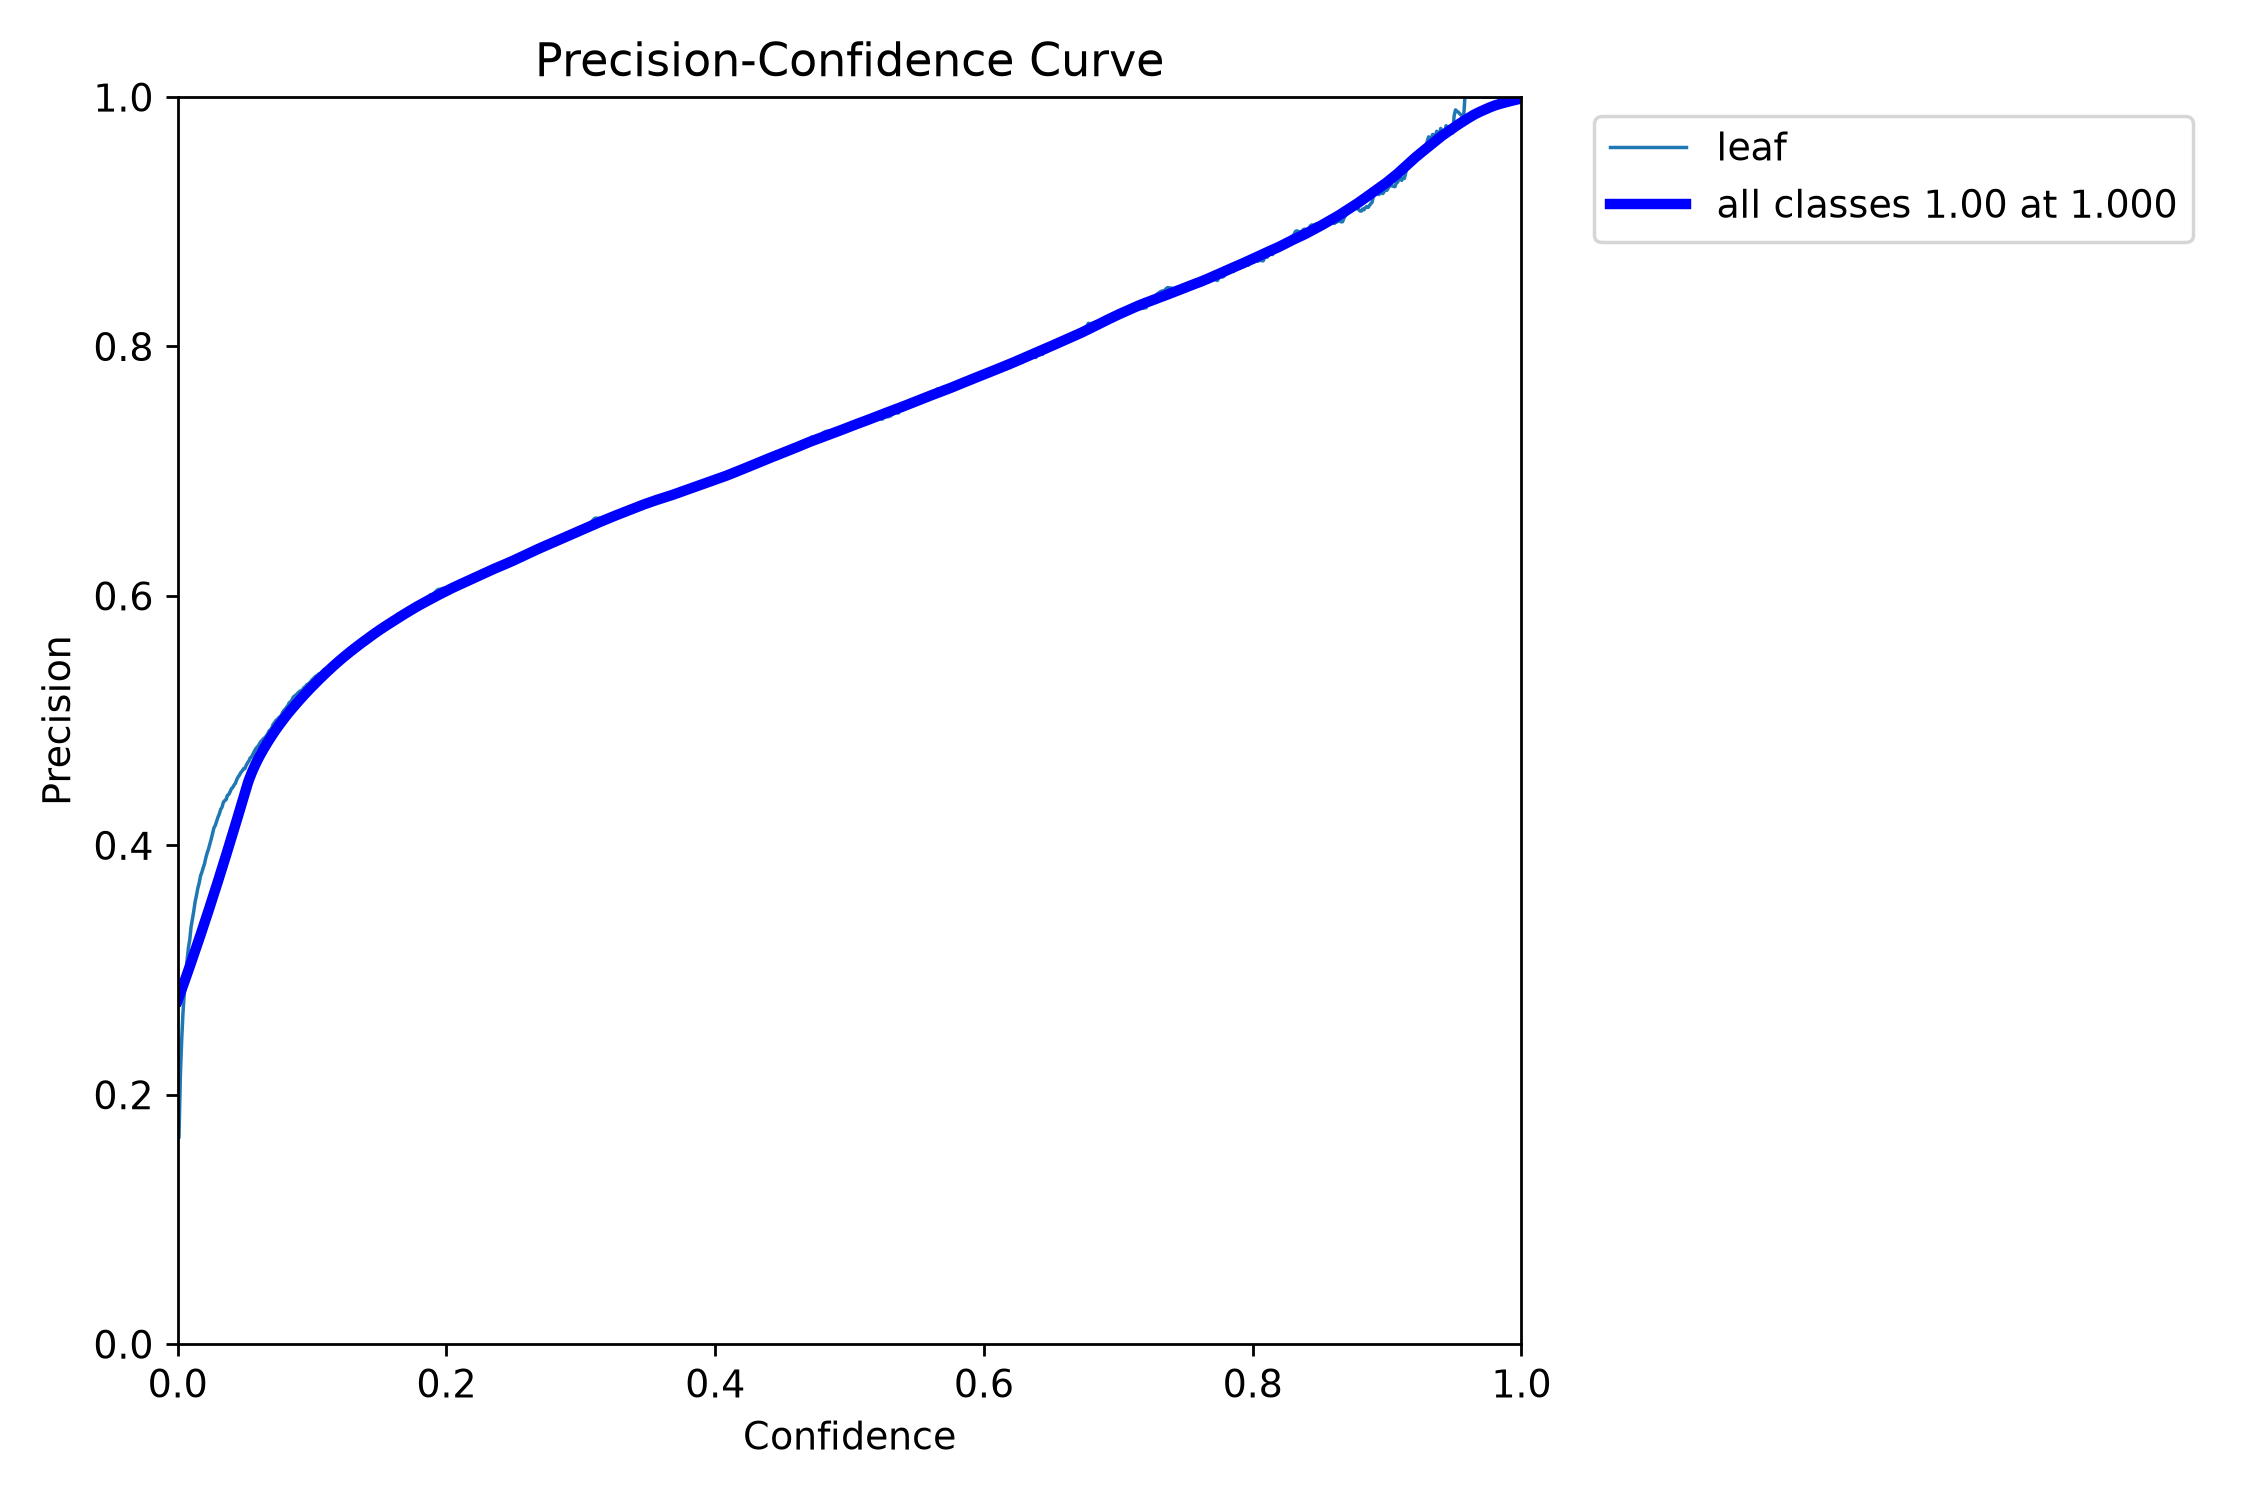 Precision-Confidence Curve
1.0
0.8
0.6
0.4
0.2
0.0
Precision
0.0 0.2 0.4 0.6 0.8 1.0
Confidence
leaf
all classes 1.00 at 1.000